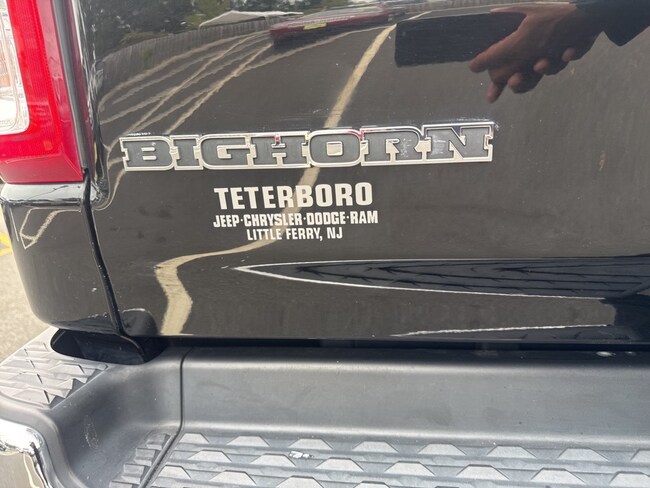 BIGHORN
TETERBORO
JEEP·CHRYSLER·DODGE·RAM
LITTLE FERRY, NJ